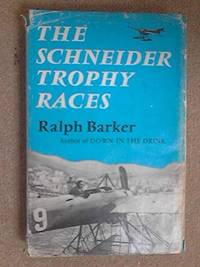 THE
SCHNEIDER
TROPHY
RACES
Ralph Barker
Author of DOWN IN THE DRINK
9